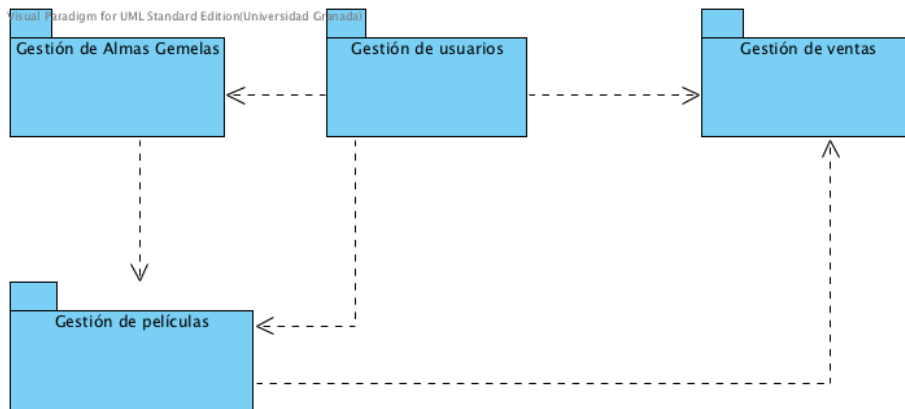 Visual Paradigm for UML Standard Edition(Universidad Granada)
Gestión de Almas Gemelas
Gestión de usuarios
Gestión de ventas
Gestión de películas